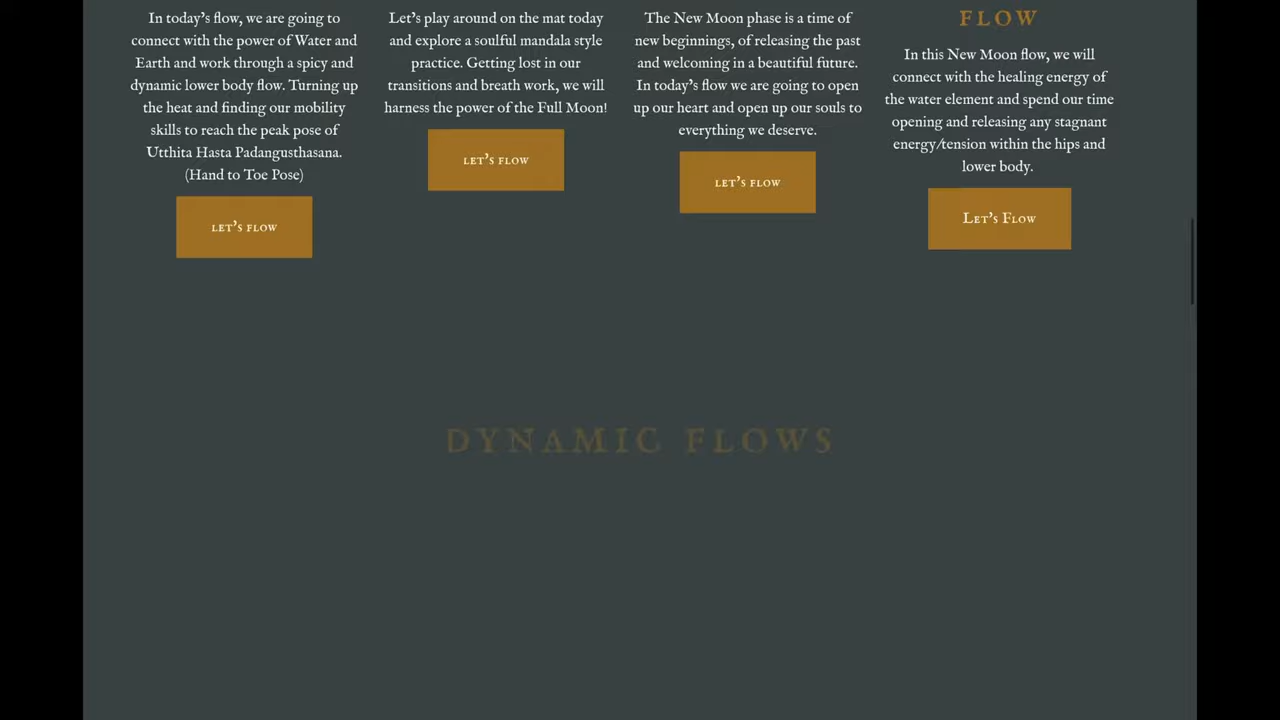 In today's flow, we are going to
connect with the power of Water and
Earth and work through a spicy and
dynamic lower body flow. Turning up
the heat and finding our mobility
skills to reach the peak pose of
Utthita Hasta Padangusthasana.
(Hand to Toe Pose)
LET'S FLOW
Let's play around on the mat today
and explore a soulful mandala style
practice. Getting lost in our
transitions and breath work, we will
harness the power of the Full Moon!
LET'S FLOW
The New Moon phase is a time of
new beginnings, of releasing the past
and welcoming in a beautiful future.
In today's flow we are going to open
up our heart and open up our souls to
everything we deserve.
LET'S FLOW
FLOW
In this New Moon flow, we will
connect with the healing energy of
the water element and spend our time
opening and releasing any stagnant
energy/tension within the hips and
lower body.
Let's Flow
DYNAMIC FLOWS